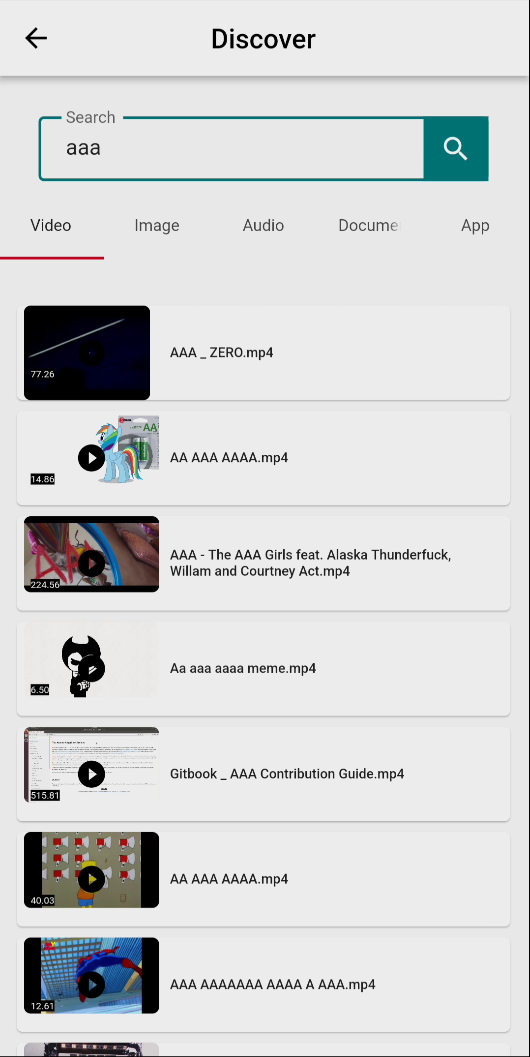 Discover
Search
aaa
Video Image Audio Docume App
77.26
AAA _ ZERO.mp4
AA
14.86
AA AAA AAAA.mp4
224.56
AAA - The AAA Girls feat. Alaska Thunderfuck,
Willam and Courtney Act.mp4
6.50
Aa aaa aaaa meme.mp4
515.81
Gitbook _ AAA Contribution Guide.mp4
40.03
AA AAA AAAA.mp4
12.61
AAA AAAAAAA AAAA A AAA.mp4